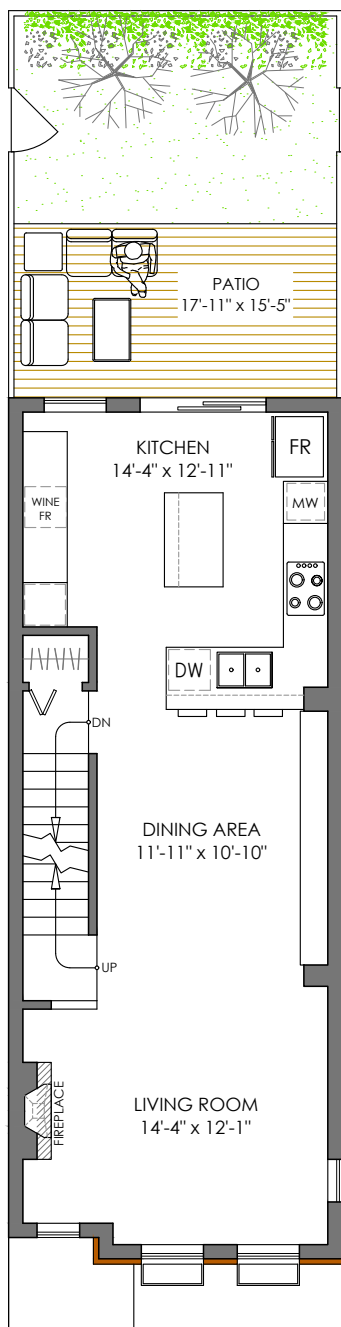 PATIO
17'-11" x 15'-5"
KITCHEN
14'-4" x 12'-11"
FR
WINE
FR
MW
DW
DN
DINING AREA
11'-11" x 10'-10"
UP
FIREPLACE
LIVING ROOM
14'-4" x 12'-1"